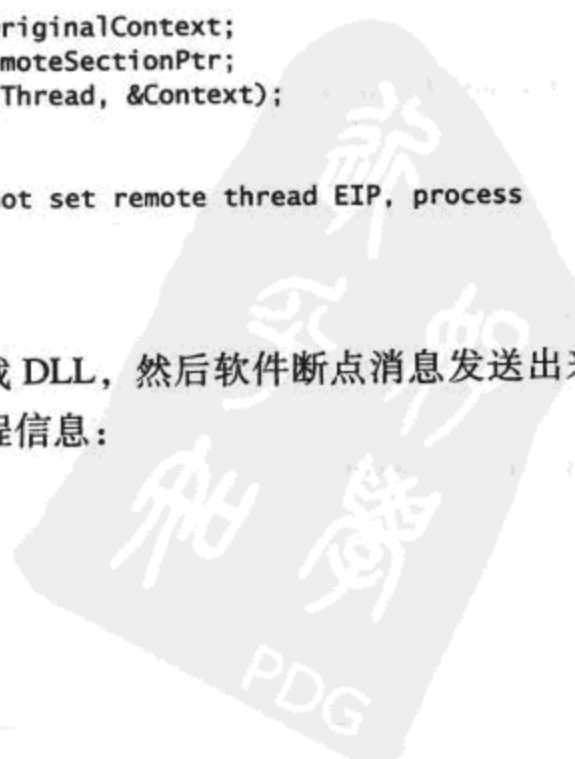 riginalContext;
moteSectionPtr;
Thread, &Context);
ot set remote thread EIP, process
DLL，然后软件断点消息发送出
程信息：
PDG